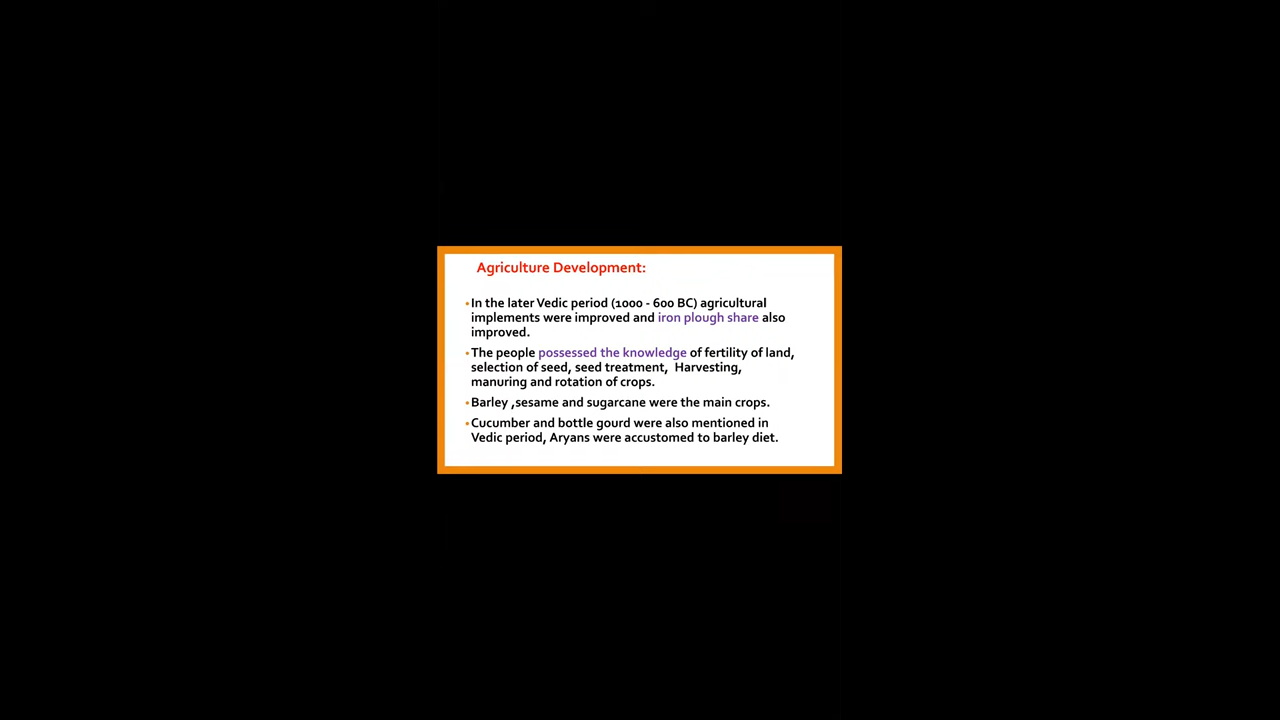 Agriculture Development:
•In the later Vedic period (1000 - 600 BC) agricultural
implements were improved and iron plough share also
improved.
•The people possessed the knowledge of fertility of land,
selection of seed, seed treatment,  Harvesting,
manuring and rotation of crops.
•Barley ,sesame and sugarcane were the main crops.
•Cucumber and bottle gourd were also mentioned in
Vedic period, Aryans were accustomed to barley diet.